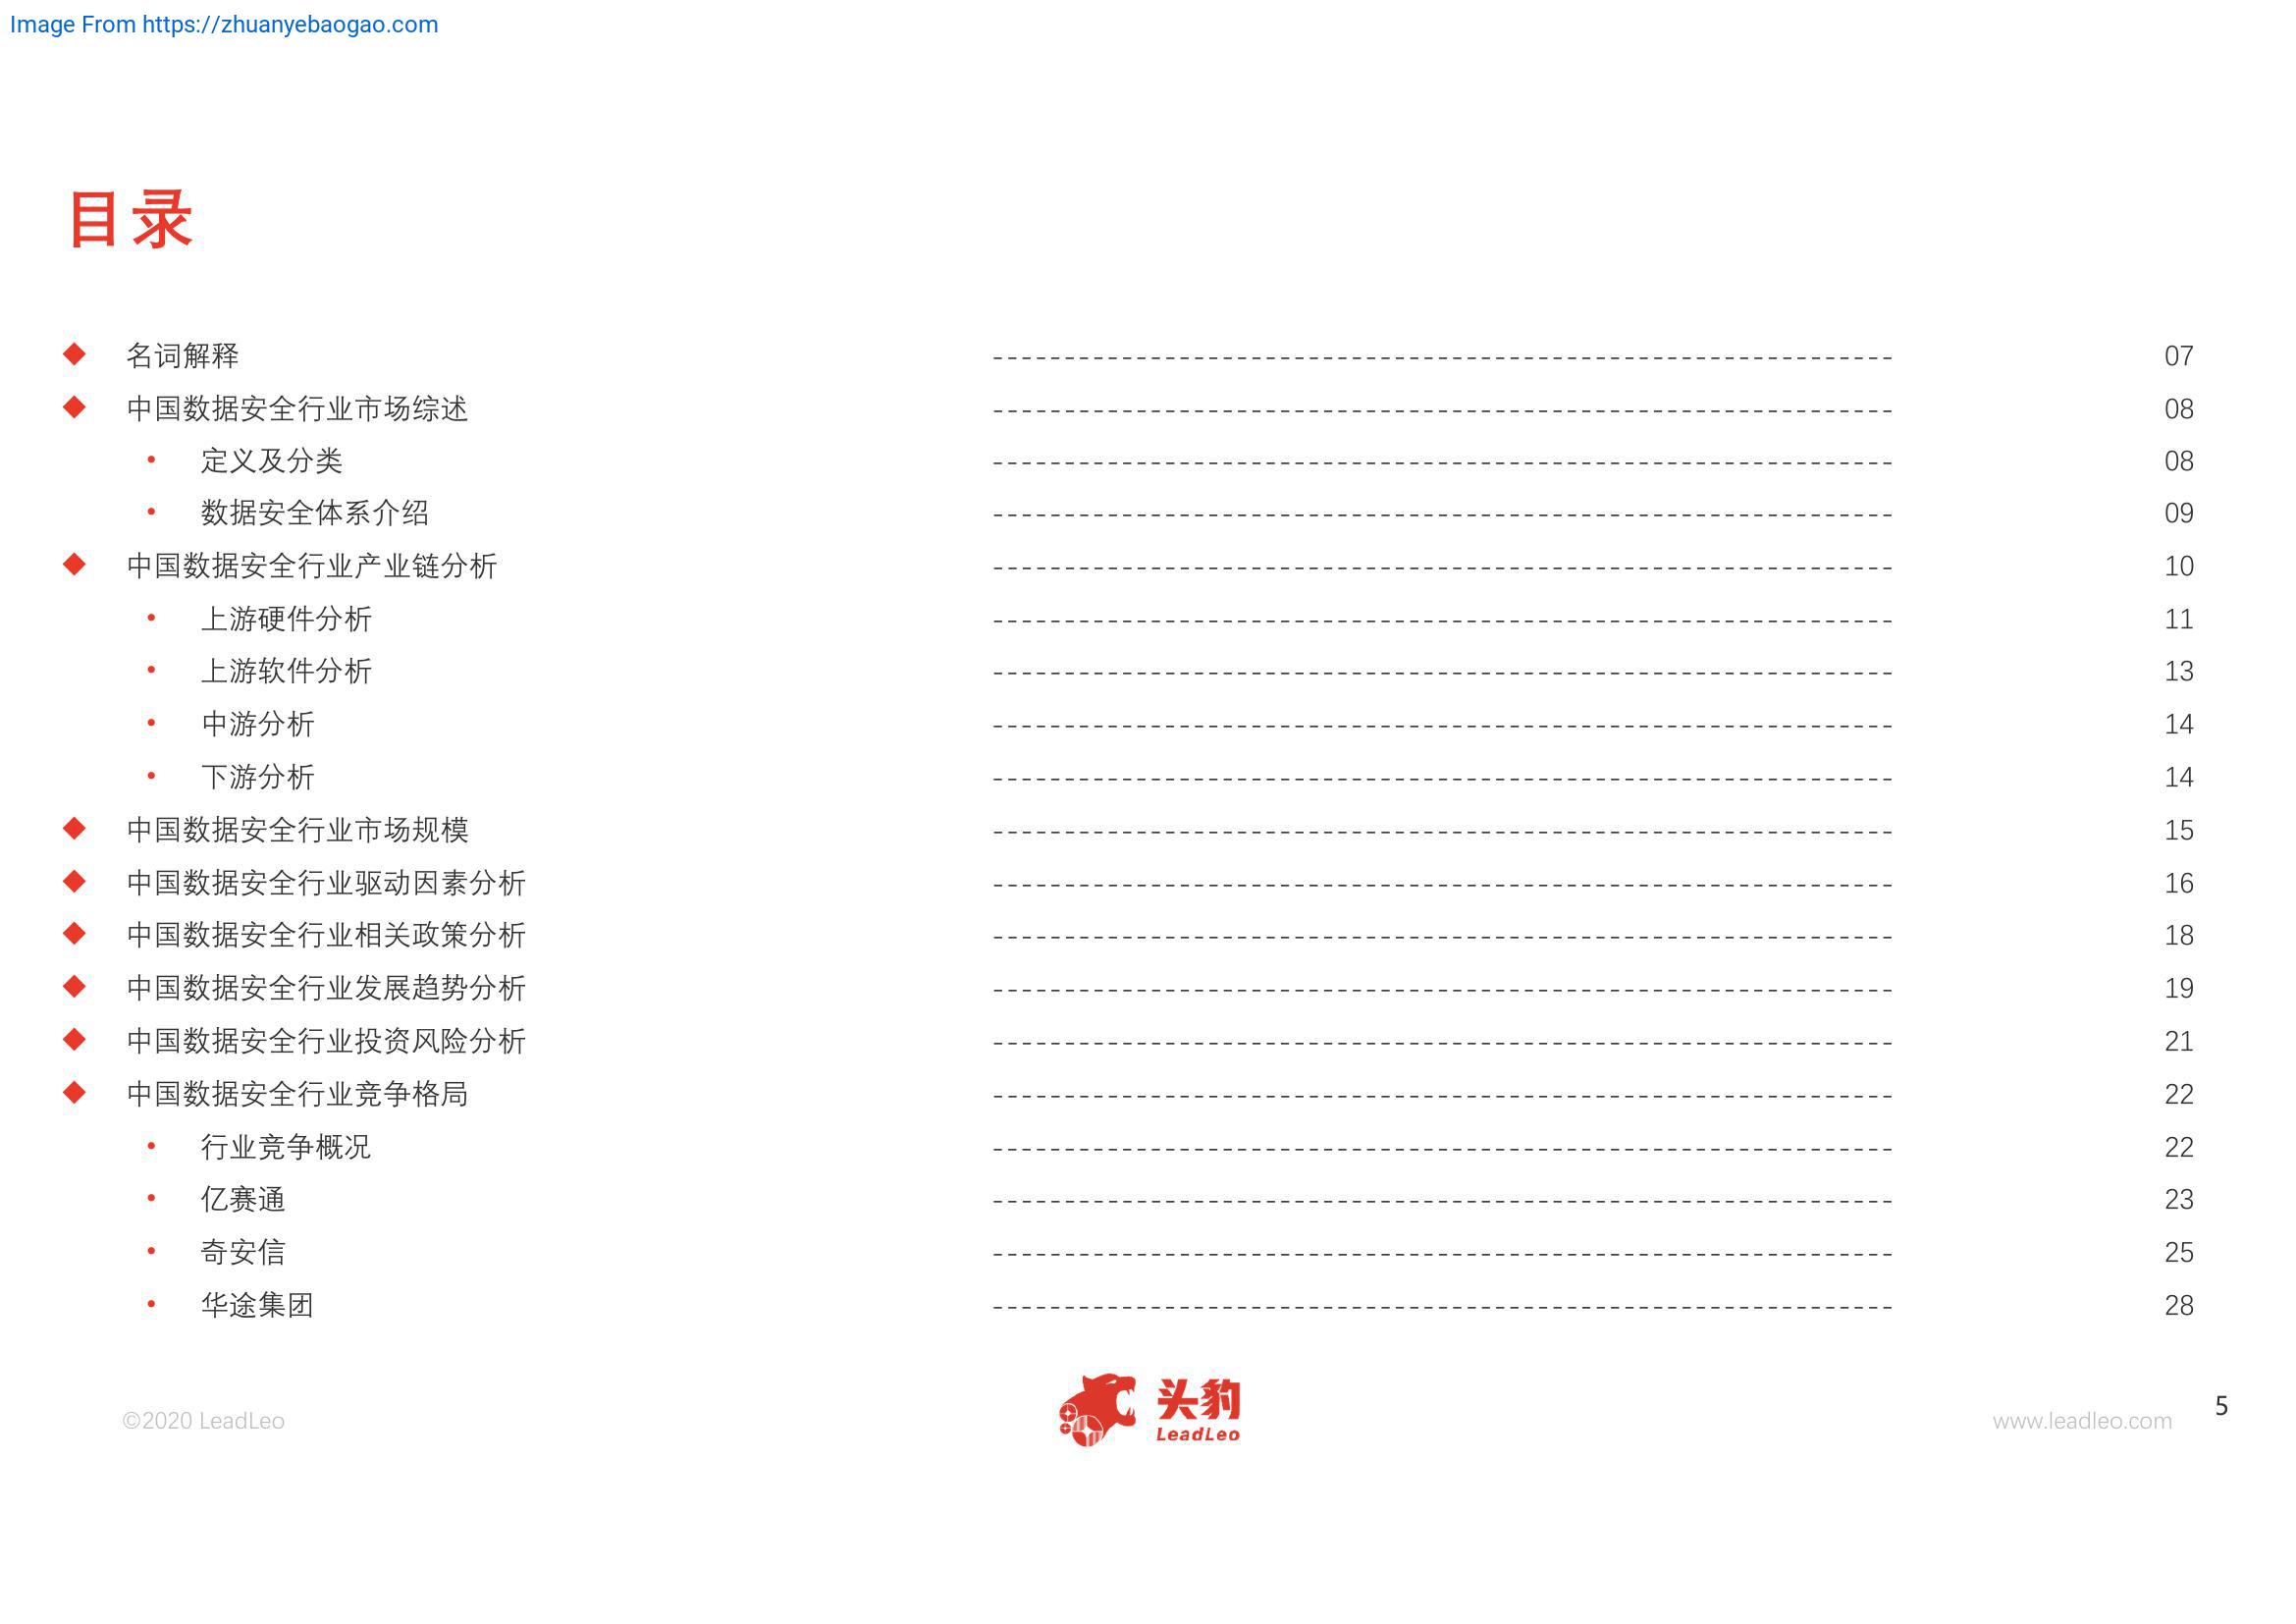 Image From https://zhuanyebaogao.com
目录
◆ 名词解释 ---------------------------------------------------------------- 07
◆ 中国数据安全行业市场综述 ---------------------------------------------------------------- 08
• 定义及分类 ---------------------------------------------------------------- 08
• 数据安全体系介绍 ---------------------------------------------------------------- 09
◆ 中国数据安全行业产业链分析 ---------------------------------------------------------------- 10
• 上游硬件分析 ---------------------------------------------------------------- 11
• 上游软件分析 ---------------------------------------------------------------- 13
• 中游分析 ---------------------------------------------------------------- 14
• 下游分析 ---------------------------------------------------------------- 14
◆ 中国数据安全行业市场规模 ---------------------------------------------------------------- 15
◆ 中国数据安全行业驱动因素分析 ---------------------------------------------------------------- 16
◆ 中国数据安全行业相关政策分析 ---------------------------------------------------------------- 18
◆ 中国数据安全行业发展趋势分析 ---------------------------------------------------------------- 19
◆ 中国数据安全行业投资风险分析 ---------------------------------------------------------------- 21
◆ 中国数据安全行业竞争格局 ---------------------------------------------------------------- 22
• 行业竞争概况 ---------------------------------------------------------------- 22
• 亿赛通 ---------------------------------------------------------------- 23
• 奇安信 ---------------------------------------------------------------- 25
• 华途集团 ---------------------------------------------------------------- 28
©2020 LeadLeo
头豹
LeadLeo
www.leadleo.com
5